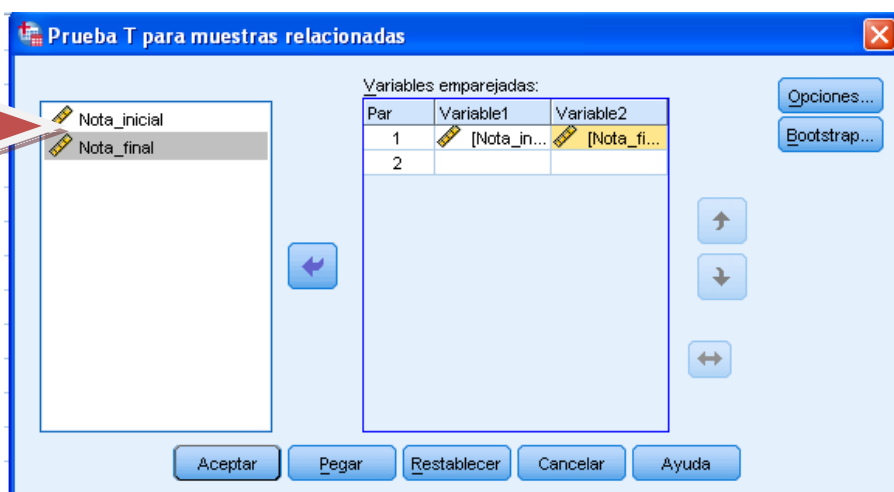 Prueba T para muestras relacionadas
Nota_inicial
Nota_final
Variables emparejadas:
Par Variable1 Variable2
1 [Nota_in... [Nota_fi...
2
Opciones...
Bootstrap...
Aceptar Pegar Restablecer Cancelar Ayuda